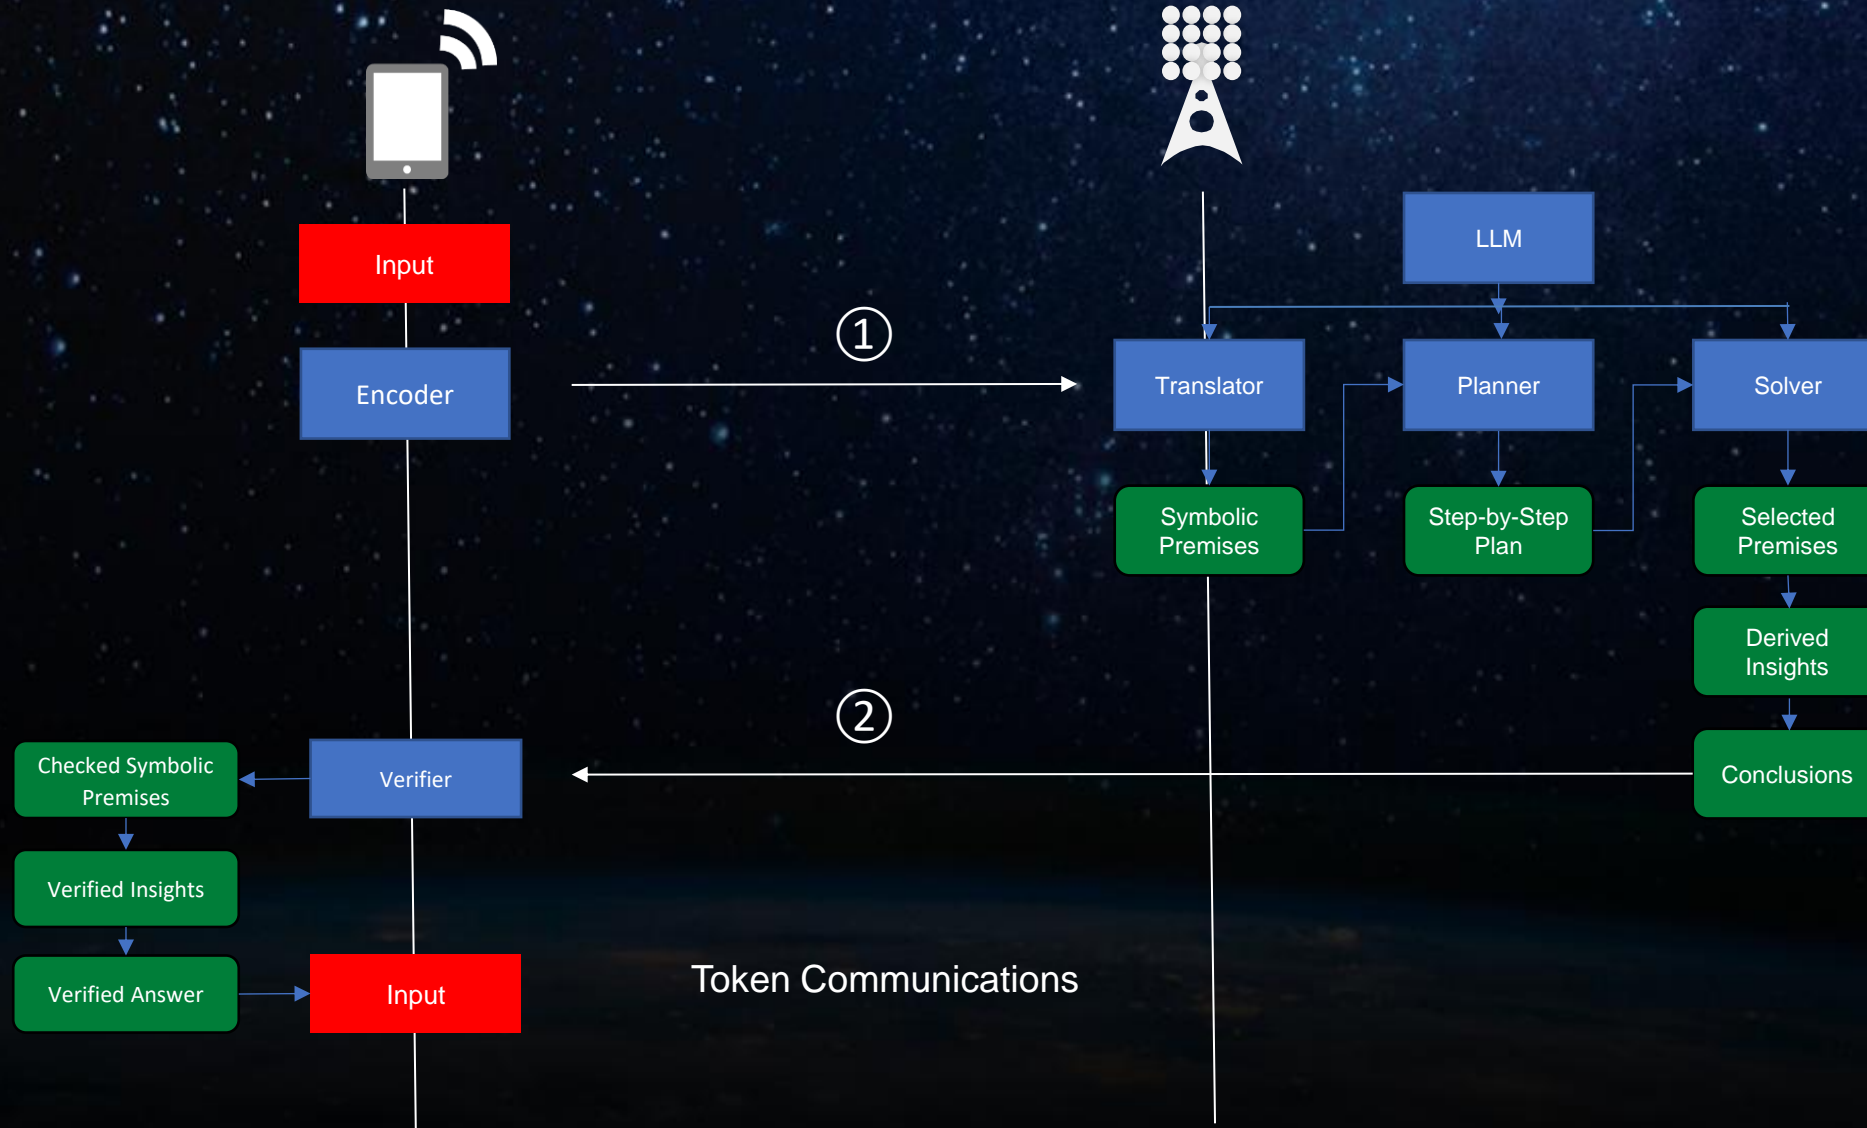 Input
LLM
①
Encoder
Translator
Planner
Solver
Symbolic
Premises
Step-by-Step
Plan
Selected
Premises
Derived
Insights
②
Checked Symbolic
Premises
Verifier
Conclusions
Verified Insights
Verified Answer
Input
Token Communications